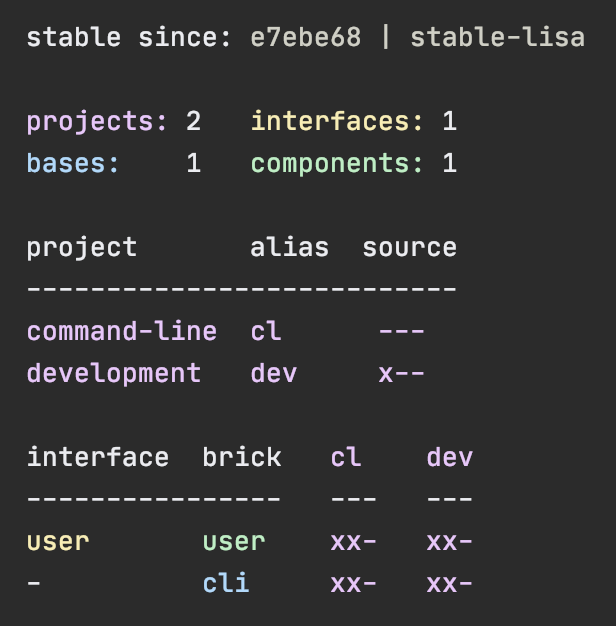 stable since: e7ebe68 | stable-lisa
projects: 2   interfaces: 1
bases:    1   components: 1
project       alias  source
---------------------------
command-line  cl      ---
development   dev     x--
interface  brick   cl    dev
----------------   ---   ---
user       user    xx-   xx-
-          cli     xx-   xx-